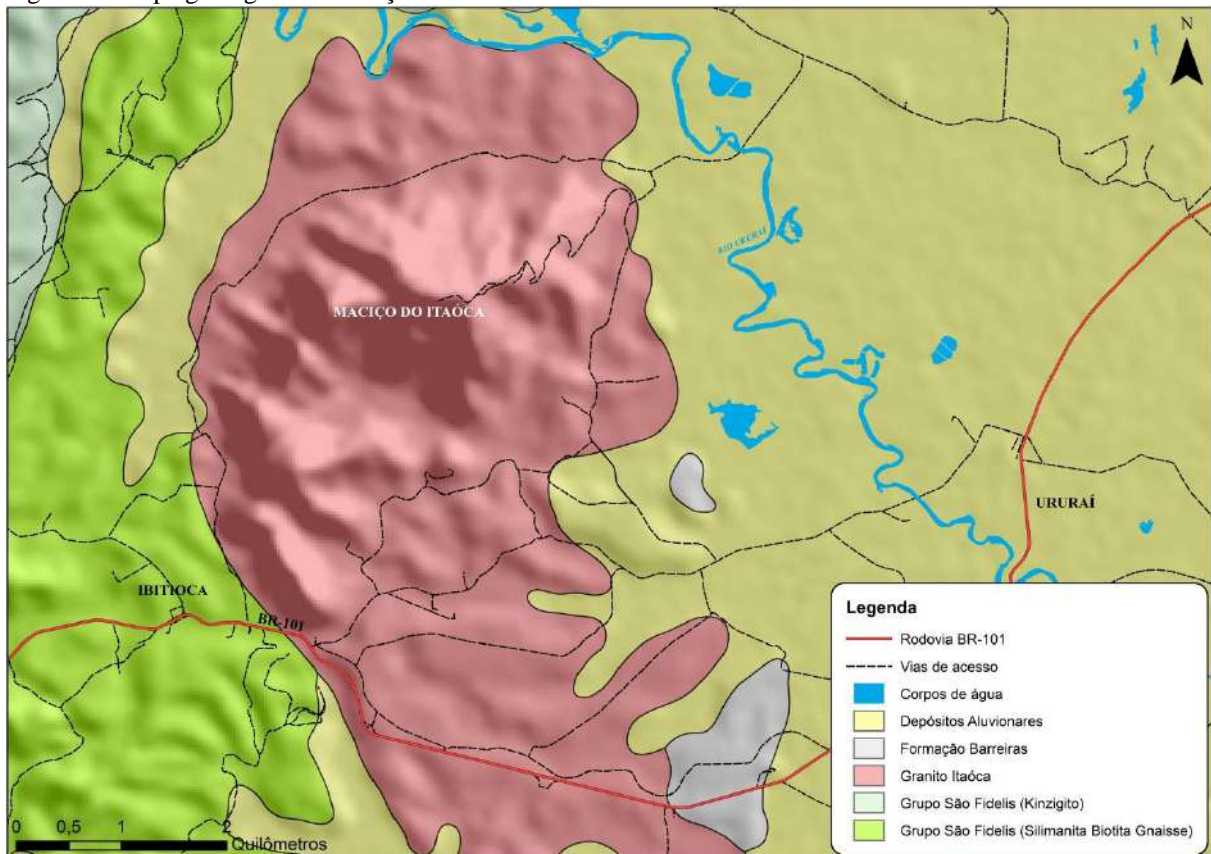 N
RIO URURAÍ
MACIÇO DO ITAÓCA
URURAÍ
IBITIOCA
BR-101
Legenda
Rodovia BR-101
Vias de acesso
Corpos de água
Depósitos Aluvionares
Formação Barreiras
Granito Itaóca
Grupo São Fidelis (Kinzigito)
Grupo São Fidelis (Silimanita Biotita Gnaisse)
0 0,5 1 2
Quilômetros